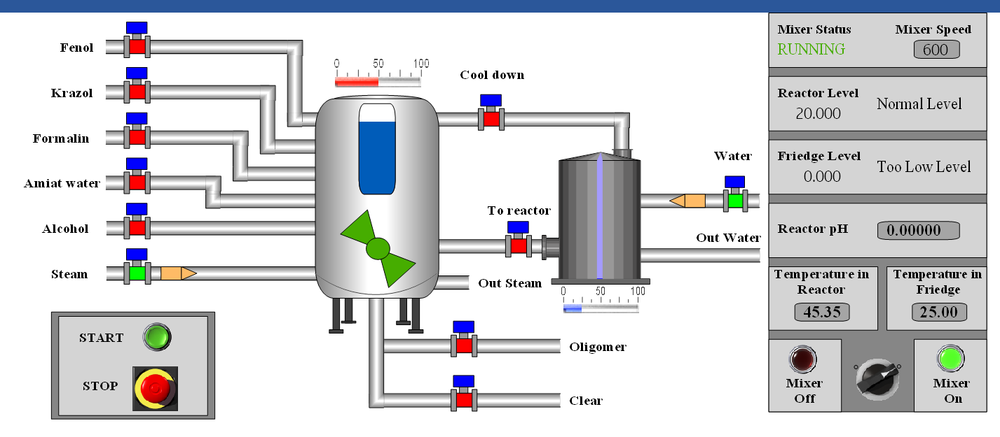 Fenol
Krazol
Formalin
Amiat water
Alcohol
Steam
START
STOP
0 50 100
Cool down
To reactor
Water
Out Water
Out Steam
0 50 100
Oligomer
Clear
Mixer Status
RUNNING
Mixer Speed
600
Reactor Level
20.000
Normal Level
Friedge Level
0.000
Too Low Level
Reactor pH
0.00000
Temperature in
Reactor
45.35
Temperature in
Friedge
25.00
Mixer
Off
Mixer
On